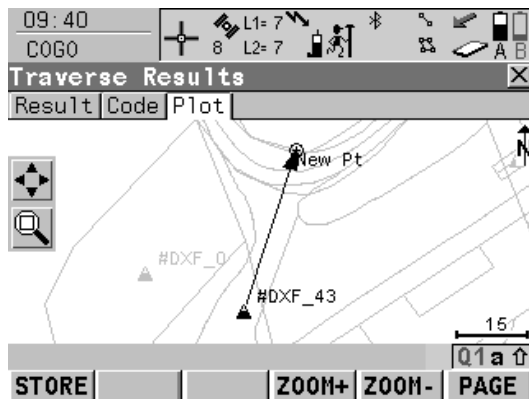 09:40
COGO
8
L1= 7
L2= 7
A B
Traverse Results
Result Code Plot
New Pt
N
#DXF_0
#DXF_43
15
Q1 a
STORE ZOOM+ ZOOM- PAGE